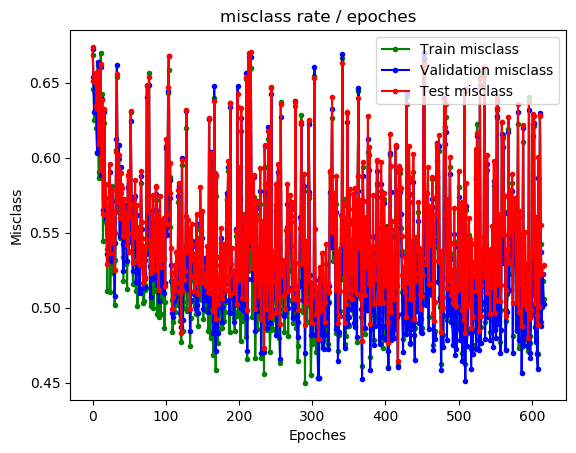 misclass rate / epoches
Train misclass
Validation misclass
Test misclass
0.65
0.60
0.55
0.50
0.45
Misclass
0 100 200 300 400 500 600
Epoches